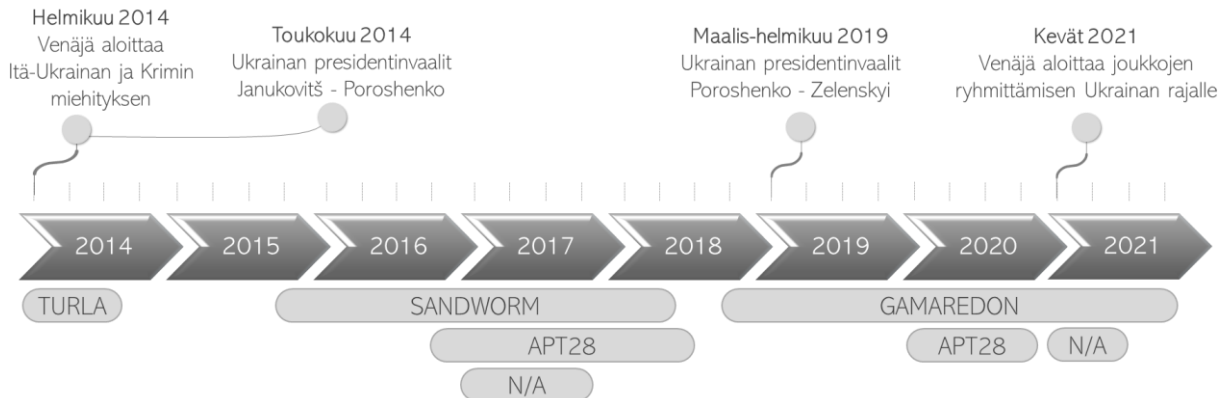 Helmikuu 2014
Venäjä aloittaa
Itä-Ukrainan ja Krimin
miehityksen
Toukokuu 2014
Ukrainan presidentinvaalit
Janukovitš - Poroshenko
Maalis-helmikuu 2019
Ukrainan presidentinvaalit
Poroshenko - Zelenskyi
Kevät 2021
Venäjä aloittaa joukkojen
ryhmittämisen Ukrainan rajalle
2014
2015
2016
2017
2018
2019
2020
2021
TURLA
SANDWORM
GAMAREDON
APT28
APT28
N/A
N/A